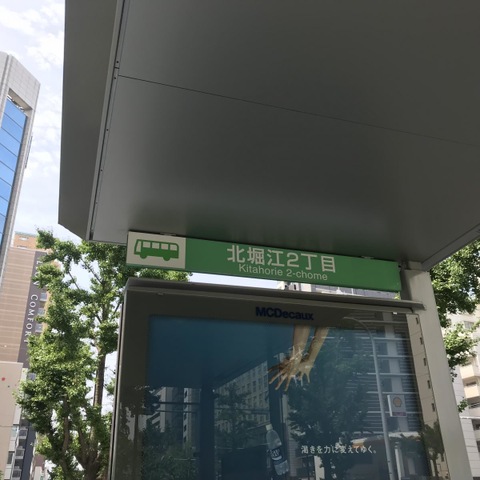 北堀江2丁目
Kitahorie 2-chome
MCDecaux
COMFORT
渇きを力に変えてゆく。